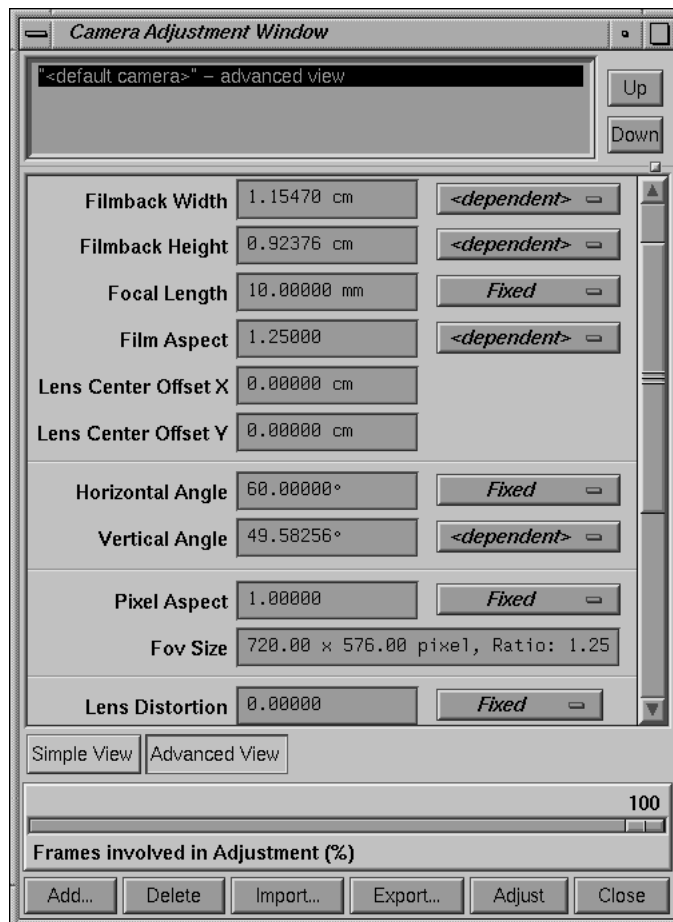 Camera Adjustment Window
"<default camera>" – advanced view
Up
Down
Filmback Width 1.15470 cm <dependent>
Filmback Height 0.92376 cm <dependent>
Focal Length 10.00000 mm Fixed
Film Aspect 1.25000 <dependent>
Lens Center Offset X 0.00000 cm
Lens Center Offset Y 0.00000 cm
Horizontal Angle 60.00000° Fixed
Vertical Angle 49.58256° <dependent>
Pixel Aspect 1.00000 Fixed
Fov Size 720.00 x 576.00 pixel, Ratio: 1.25
Lens Distortion 0.00000 Fixed
Simple View Advanced View
100
Frames involved in Adjustment (%)
Add... Delete Import... Export... Adjust Close